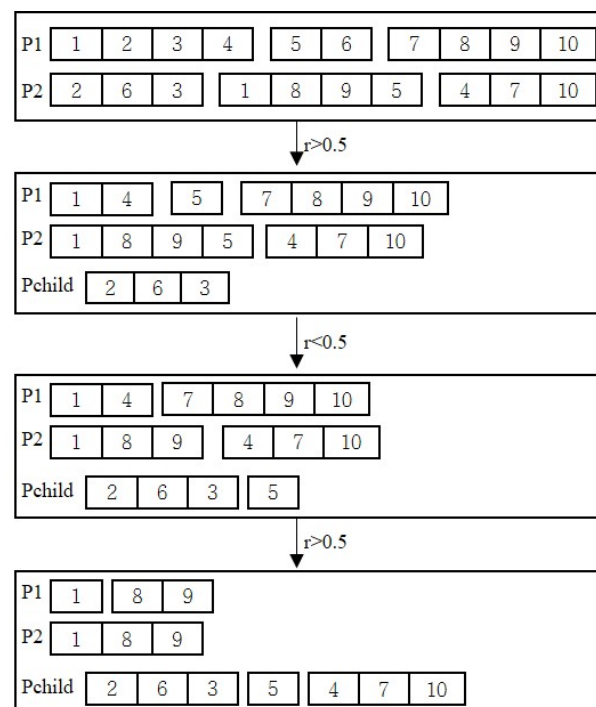 P1 1 2 3 4 5 6 7 8 9 10
P2 2 6 3 1 8 9 5 4 7 10
r>0.5
P1 1 4 5 7 8 9 10
P2 1 8 9 5 4 7 10
Pchild 2 6 3
r<0.5
P1 1 4 7 8 9 10
P2 1 8 9 4 7 10
Pchild 2 6 3 5
r>0.5
P1 1 8 9
P2 1 8 9
Pchild 2 6 3 5 4 7 10